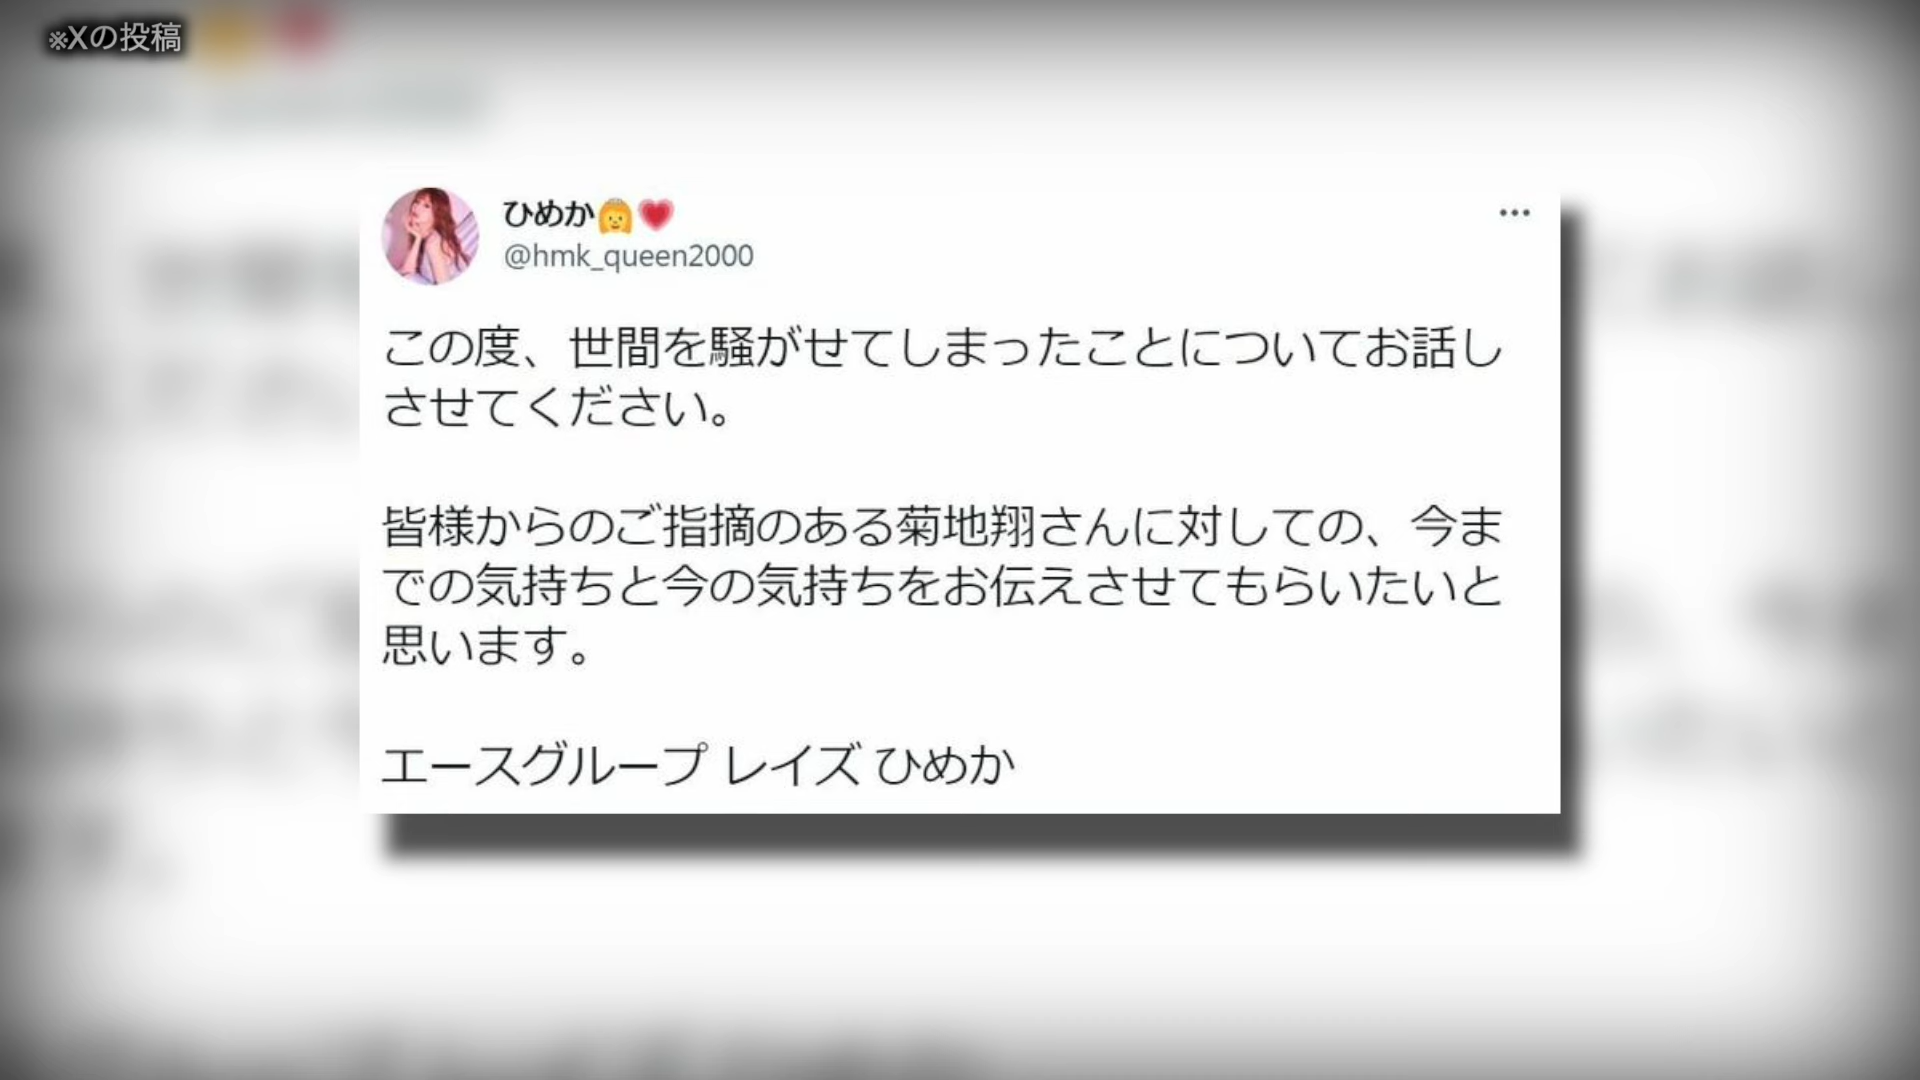 ※Xの投稿
ひめか👸💗
@hmk_queen2000
この度、世間を騒がせてしまったことについてお話し
させてください。
皆様からのご指摘のある菊地翔さんに対しての、今ま
での気持ちと今の気持ちをお伝えさせてもらいたいと
思います。
エースグループ レイズ ひめか